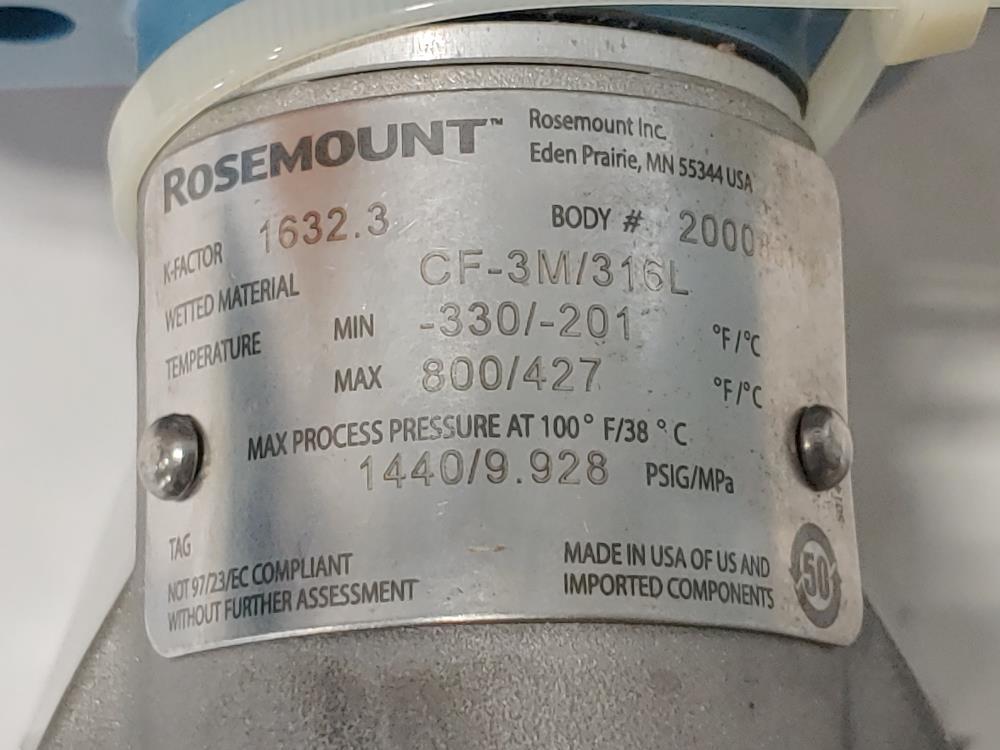 ROSEMOUNT™
Rosemount Inc.
Eden Prairie, MN 55344 USA
K-FACTOR 1632.3 BODY #
WETTED MATERIAL CF-3M/316L
TEMPERATURE MIN -330/-201 °F/°C
MAX 800/427 °F/°C
MAX PROCESS PRESSURE AT 100° F/38 ° C
1440/9.928 PSIG/MPa
TAG
NOT 97/23/EC COMPLIANT
WITHOUT FURTHER ASSESSMENT
MADE IN USA OF US AND
IMPORTED COMPONENTS
50